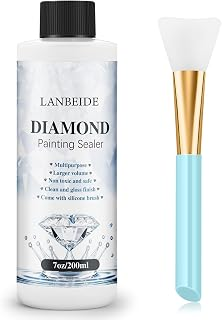 LANBEIDE
DIAMOND
Painting Sealer
• Multipurpose
• Larger volume
• Non toxic and safe
• Clean and gloss finish
• Come with silicone brush
7oz/200ml